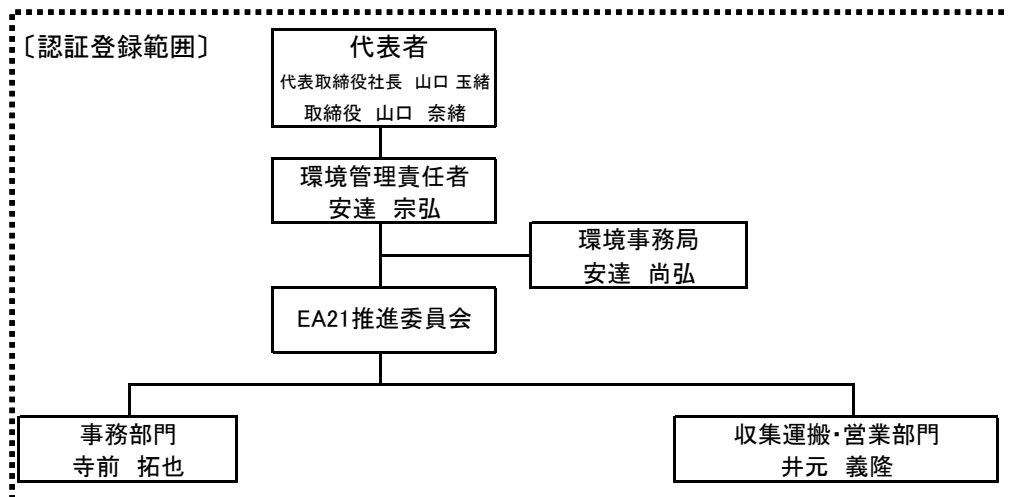 〔認証登録範囲〕
代表者
代表取締役社長 山口 玉緒
取締役 山口 奈緒
環境管理責任者
安達 宗弘
環境事務局
安達 尚弘
EA21推進委員会
事務部門
寺前 拓也
収集運搬・営業部門
井元 義隆